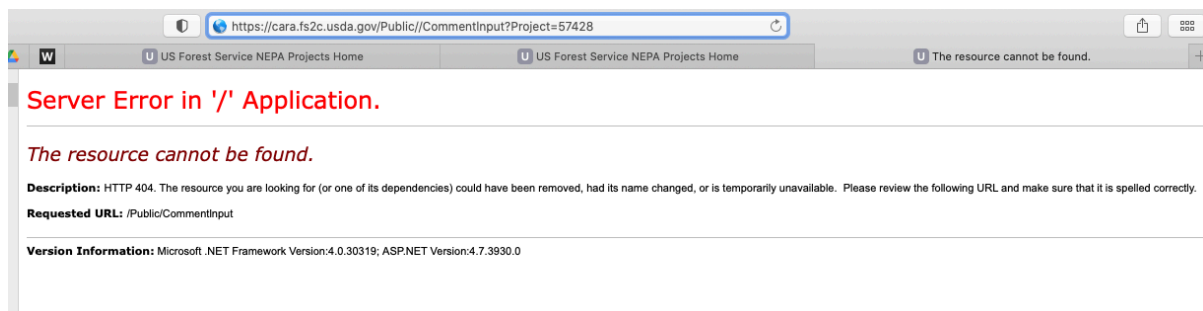 https://cara.fs2c.usda.gov/Public//CommentInput?Project=57428
W
U US Forest Service NEPA Projects Home
U US Forest Service NEPA Projects Home
U The resource cannot be found.
Server Error in '/' Application.
The resource cannot be found.
Description: HTTP 404. The resource you are looking for (or one of its dependencies) could have been removed, had its name changed, or is temporarily unavailable. Please review the following URL and make sure that it is spelled correctly.
Requested URL: /Public/CommentInput
Version Information: Microsoft .NET Framework Version:4.0.30319; ASP.NET Version:4.7.3930.0